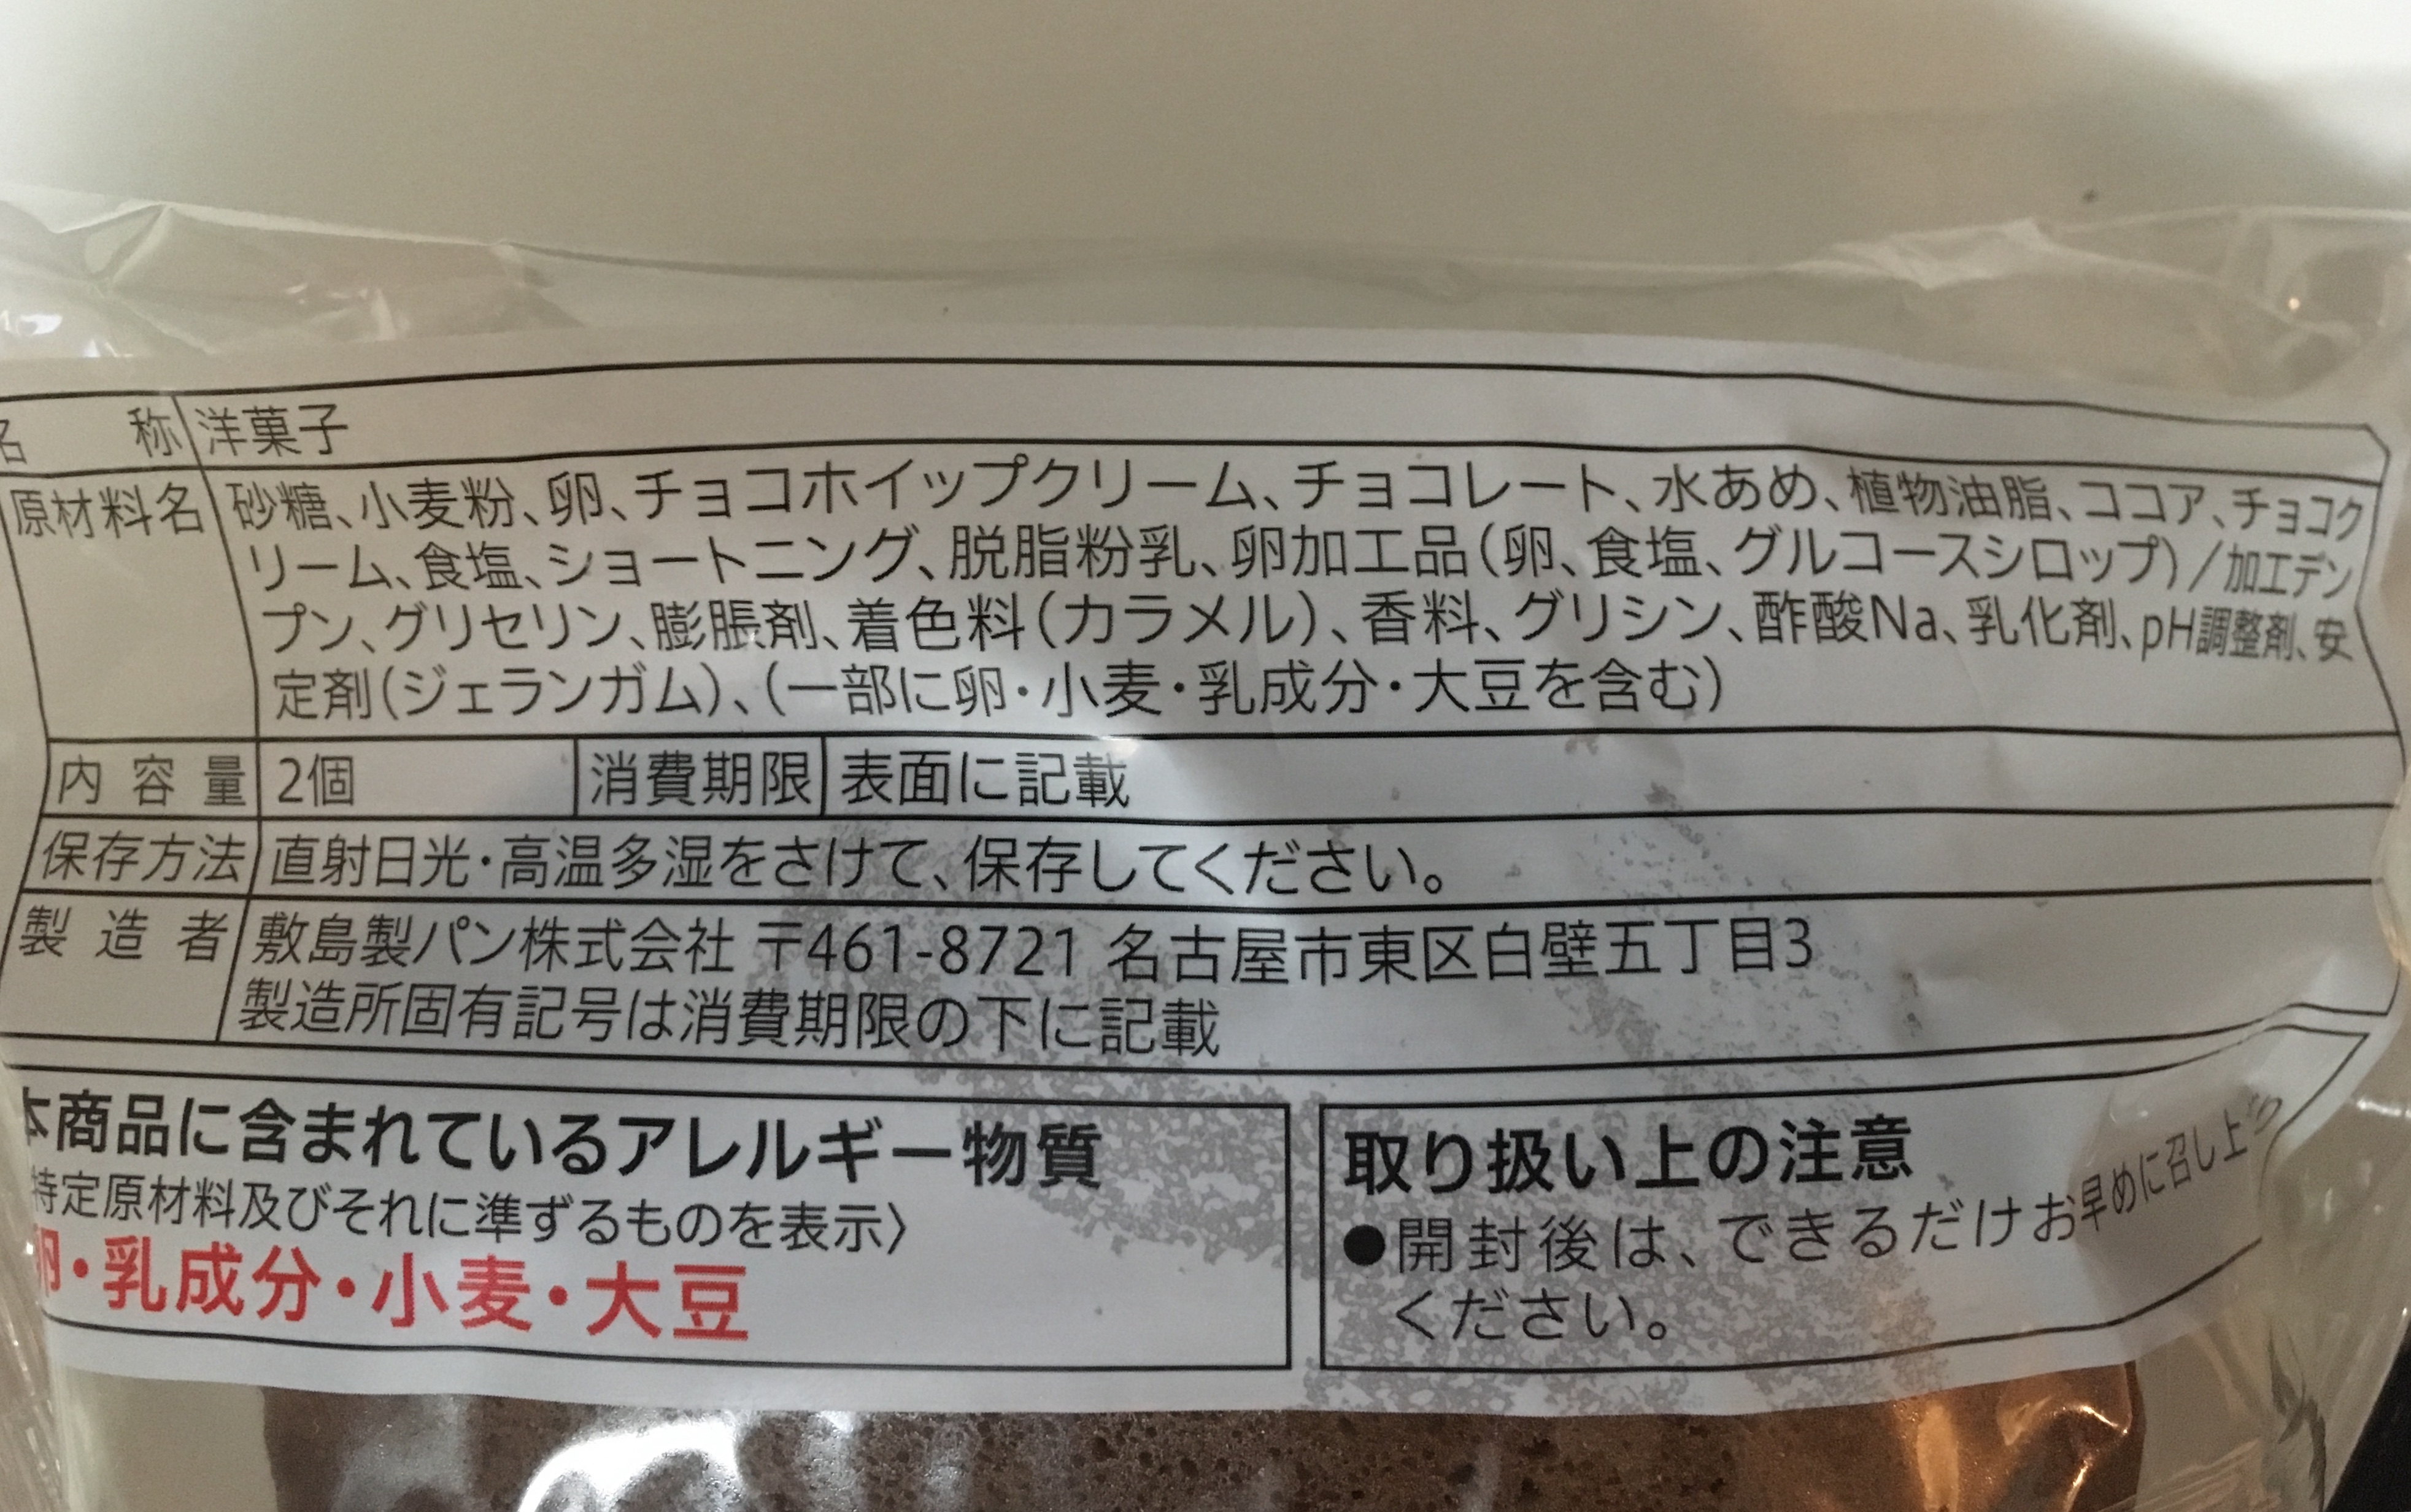 名 称 洋菓子
原材料名 砂糖、小麦粉、卵、チョコホイップクリーム、チョコレート、水あめ、植物油脂、ココア、チョコク
リーム、食塩、ショートニング、脱脂粉乳、卵加工品(卵、食塩、グルコースシロップ)/加工デン
プン、グリセリン、膨脹剤、着色料(カラメル)、香料、グリシン、酢酸Na、乳化剤、pH調整剤、安
定剤(ジェランガム)、(一部に卵・小麦・乳成分・大豆を含む)
内容量 2個 消費期限 表面に記載
保存方法 直射日光・高温多湿をさけて、保存してください。
製造者 敷島製パン株式会社 〒461-8721 名古屋市東区白壁五丁目3
製造所固有記号は消費期限の下に記載
本商品に含まれているアレルギー物質
特定原材料及びそれに準ずるものを表示〉
卵・乳成分・小麦・大豆
取り扱い上の注意
●開封後は、できるだけお早めに召し上
ください。